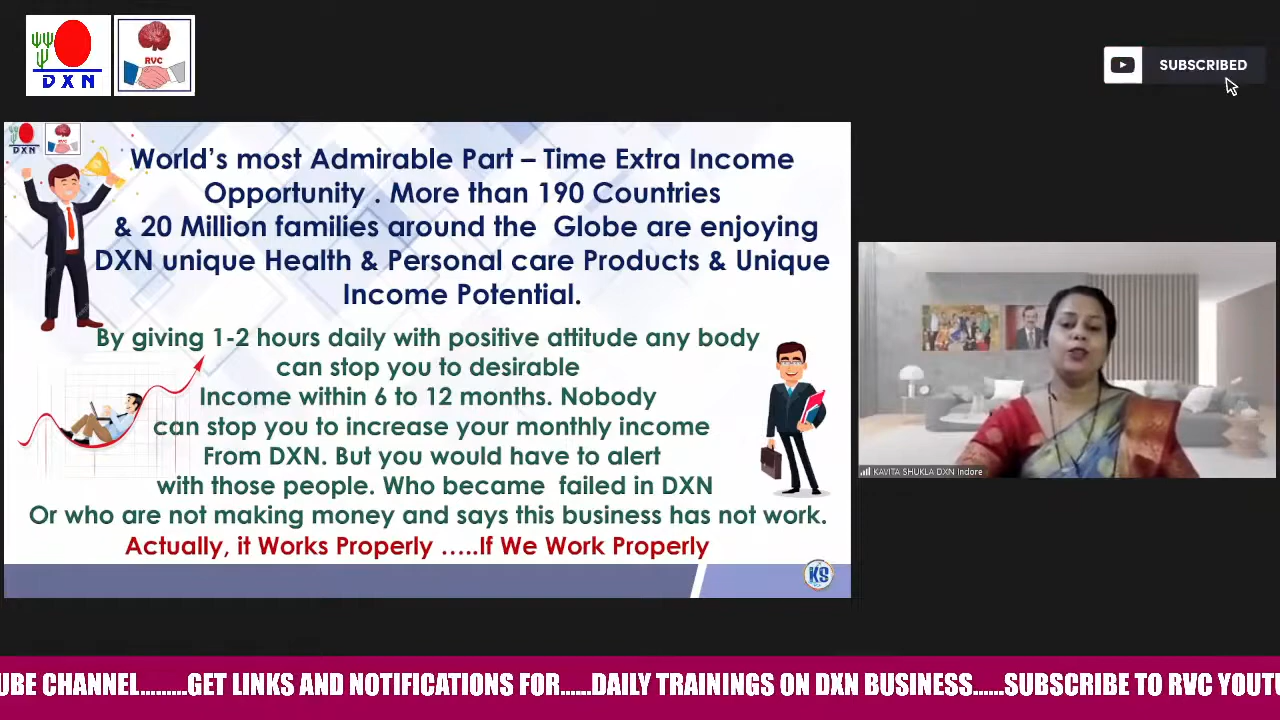 DXN
RVC
SUBSCRIBED
DXN
RVC
World's most Admirable Part – Time Extra Income
Opportunity . More than 190 Countries
& 20 Million families around the Globe are enjoying
DXN unique Health & Personal care Products & Unique
Income Potential.
By giving 1-2 hours daily with positive attitude any body
can stop you to desirable
Income within 6 to 12 months. Nobody
can stop you to increase your monthly income
From DXN. But you would have to alert
with those people. Who became failed in DXN
Or who are not making money and says this business has not work.
Actually, it Works Properly …..If We Work Properly
KS
KAVITA SHUKLA DXN Indore
UBE CHANNEL.........GET LINKS AND NOTIFICATIONS FOR......DAILY TRAININGS ON DXN BUSINESS......SUBSCRIBE TO RVC YOUTU